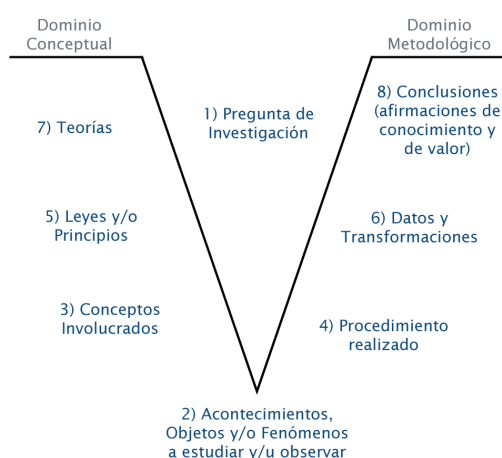 Dominio
Conceptual
Dominio
Metodológico
1) Pregunta de
Investigación
8) Conclusiones
(afirmaciones de
conocimiento y
de valor)
7) Teorías
5) Leyes y/o
Principios
6) Datos y
Transformaciones
3) Conceptos
Involucrados
4) Procedimiento
realizado
2) Acontecimientos,
Objetos y/o Fenómenos
a estudiar y/u observar